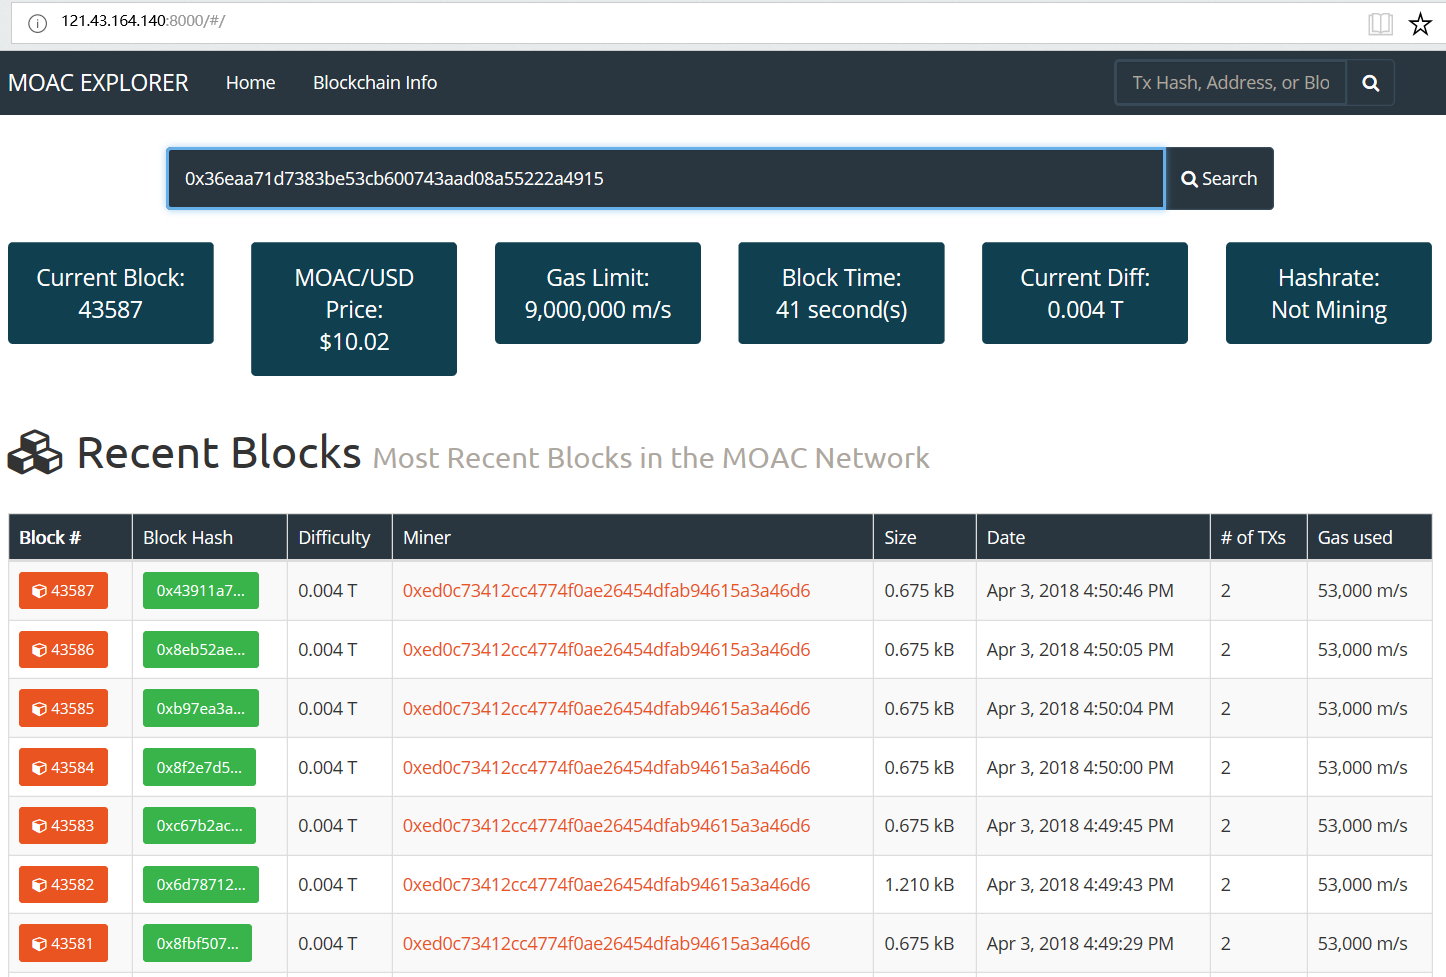 121.43.164.140:8000/#/
MOAC EXPLORER Home Blockchain Info Tx Hash, Address, or Blo
0x36eaa71d7383be53cb600743aad08a55222a4915 Search
Current Block:
43587
MOAC/USD
Price:
$10.02
Gas Limit:
9,000,000 m/s
Block Time:
41 second(s)
Current Diff:
0.004 T
Hashrate:
Not Mining
Recent Blocks Most Recent Blocks in the MOAC Network
Block # Block Hash Difficulty Miner Size Date # of TXs Gas used
43587 0x43911a7... 0.004 T 0xed0c73412cc4774f0ae26454dfab94615a3a46d6 0.675 kB Apr 3, 2018 4:50:46 PM 2 53,000 m/s
43586 0x8eb52ae... 0.004 T 0xed0c73412cc4774f0ae26454dfab94615a3a46d6 0.675 kB Apr 3, 2018 4:50:05 PM 2 53,000 m/s
43585 0xb97ea3a... 0.004 T 0xed0c73412cc4774f0ae26454dfab94615a3a46d6 0.675 kB Apr 3, 2018 4:50:04 PM 2 53,000 m/s
43584 0x8f2e7d5... 0.004 T 0xed0c73412cc4774f0ae26454dfab94615a3a46d6 0.675 kB Apr 3, 2018 4:50:00 PM 2 53,000 m/s
43583 0xc67b2ac... 0.004 T 0xed0c73412cc4774f0ae26454dfab94615a3a46d6 0.675 kB Apr 3, 2018 4:49:45 PM 2 53,000 m/s
43582 0x6d78712... 0.004 T 0xed0c73412cc4774f0ae26454dfab94615a3a46d6 1.210 kB Apr 3, 2018 4:49:43 PM 2 53,000 m/s
43581 0x8fbf507... 0.004 T 0xed0c73412cc4774f0ae26454dfab94615a3a46d6 0.675 kB Apr 3, 2018 4:49:29 PM 2 53,000 m/s